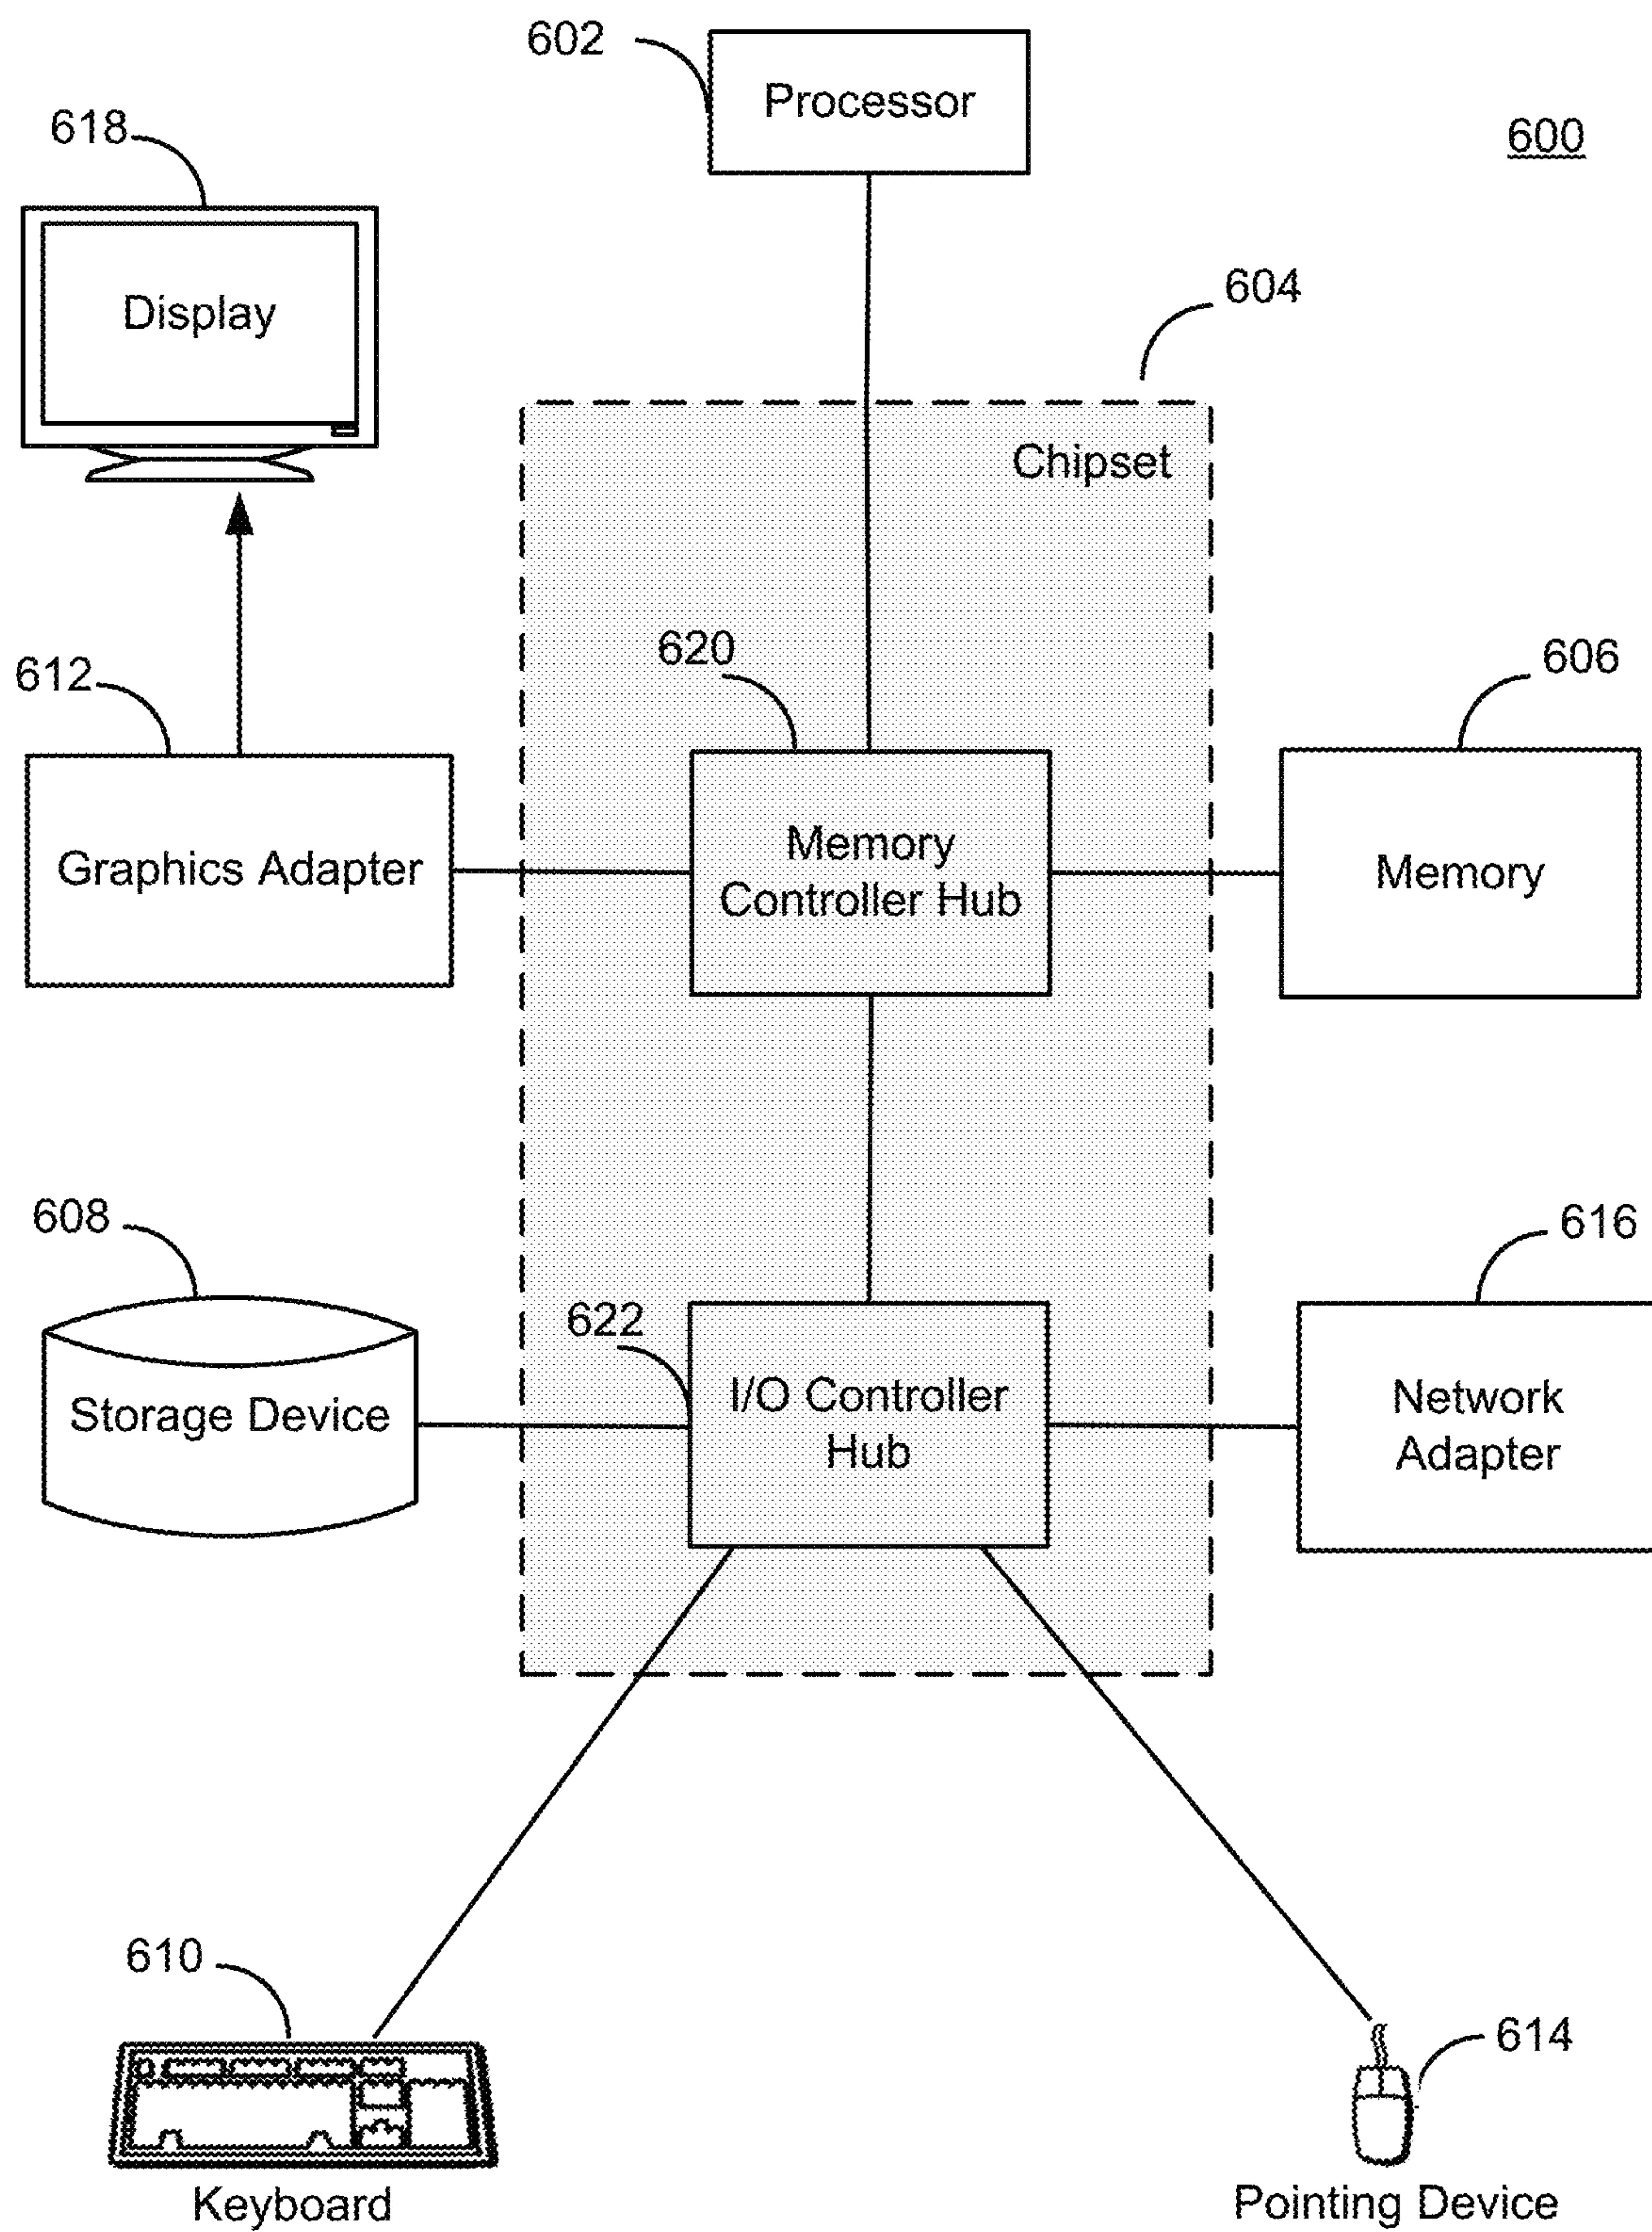 602
Processor
600
618
Display
604
Chipset
620
606
612
Graphics Adapter
Memory
Controller Hub
Memory
608
616
622
Storage Device
I/O Controller
Hub
Network
Adapter
610
614
Keyboard
Pointing Device